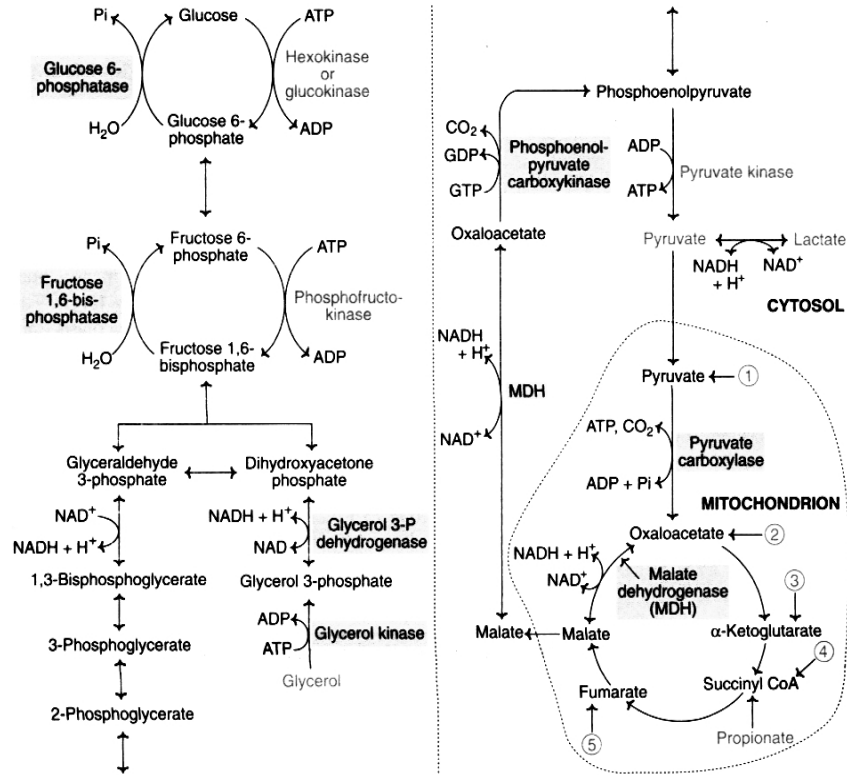 Pi
Glucose
ATP
Glucose 6-
phosphatase
Hexokinase
or
glucokinase
H₂O
Glucose 6-
phosphate
ADP
Pi
Fructose 6-
phosphate
ATP
Fructose
1,6-bis-
phosphatase
Phosphofructo-
kinase
H₂O
Fructose 1,6-
bisphosphate
ADP
Glyceraldehyde
3-phosphate
Dihydroxyacetone
phosphate
NAD⁺
NADH + H⁺
NADH + H⁺
NAD
Glycerol 3-P
dehydrogenase
1,3-Bisphosphoglycerate
Glycerol 3-phosphate
ADP
ATP
Glycerol kinase
3-Phosphoglycerate
Glycerol
2-Phosphoglycerate
Phosphoenolpyruvate
CO₂
GDP
GTP
Phosphoenol-
pyruvate
carboxykinase
ADP
ATP
Pyruvate kinase
Oxaloacetate
Pyruvate
Lactate
NADH
+ H⁺
NAD⁺
CYTOSOL
NADH
+ H⁺
MDH
NAD⁺
Pyruvate
①
ATP, CO₂
Pyruvate
carboxylase
ADP + Pi
MITOCHONDRION
Oxaloacetate
②
NADH + H⁺
NAD⁺
Malate
dehydrogenase
(MDH)
③
Malate
Malate
α-Ketoglutarate
④
Fumarate
Succinyl CoA
⑤
Propionate